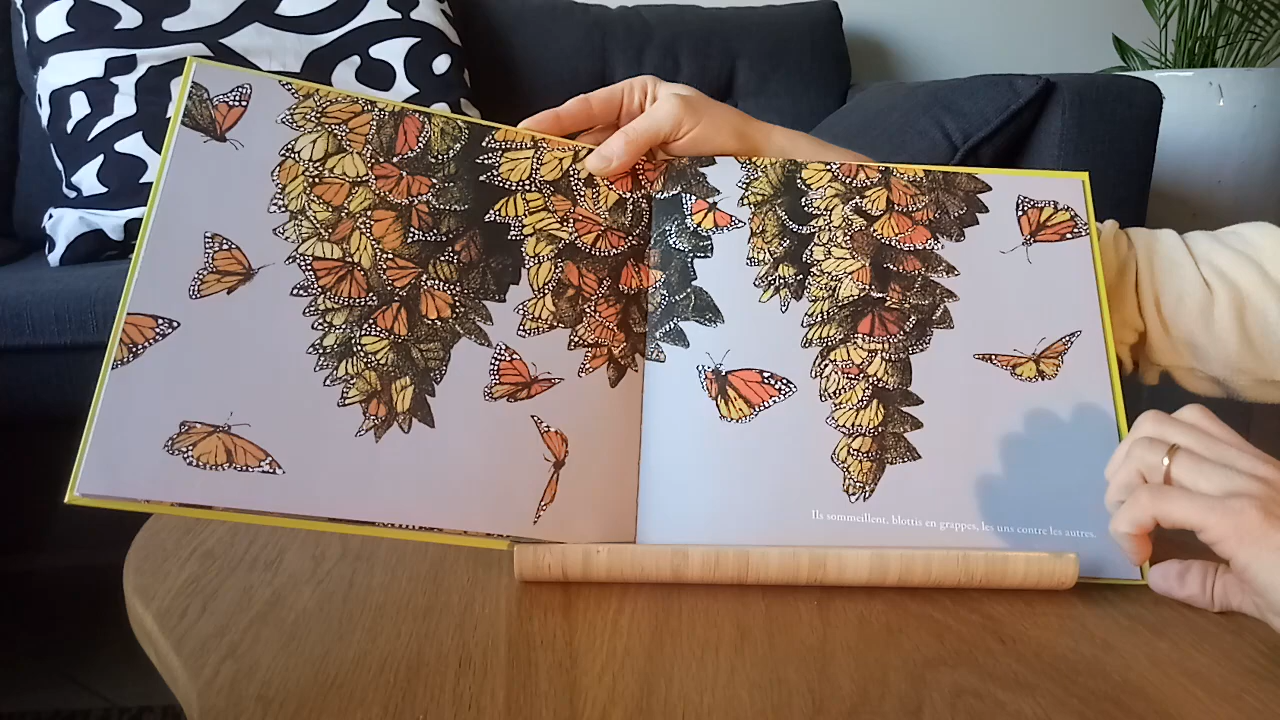 Ils sommeillent, blottis en grappes, les uns contre les autres.